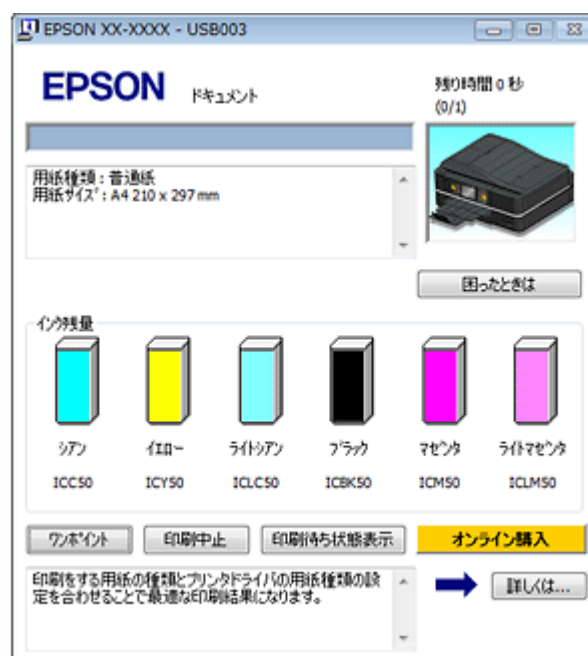 EPSON XX-XXXX - USB003
EPSON ドキュメント
残り時間 0 秒
(0/1)
用紙種類 : 普通紙
用紙サイズ : A4 210 x 297 mm
困ったときは
インク残量
シアン イエロー ライトシアン ブラック マゼンタ ライトマゼンタ
ICC50 ICY50 ICLC50 ICBK50 ICM50 ICLM50
ワンポイント 印刷中止 印刷待ち状態表示 オンライン購入
印刷をする用紙の種類とプリンタドライバの用紙種類の設
定を合わせることで最適な印刷結果になります。
詳しくは...